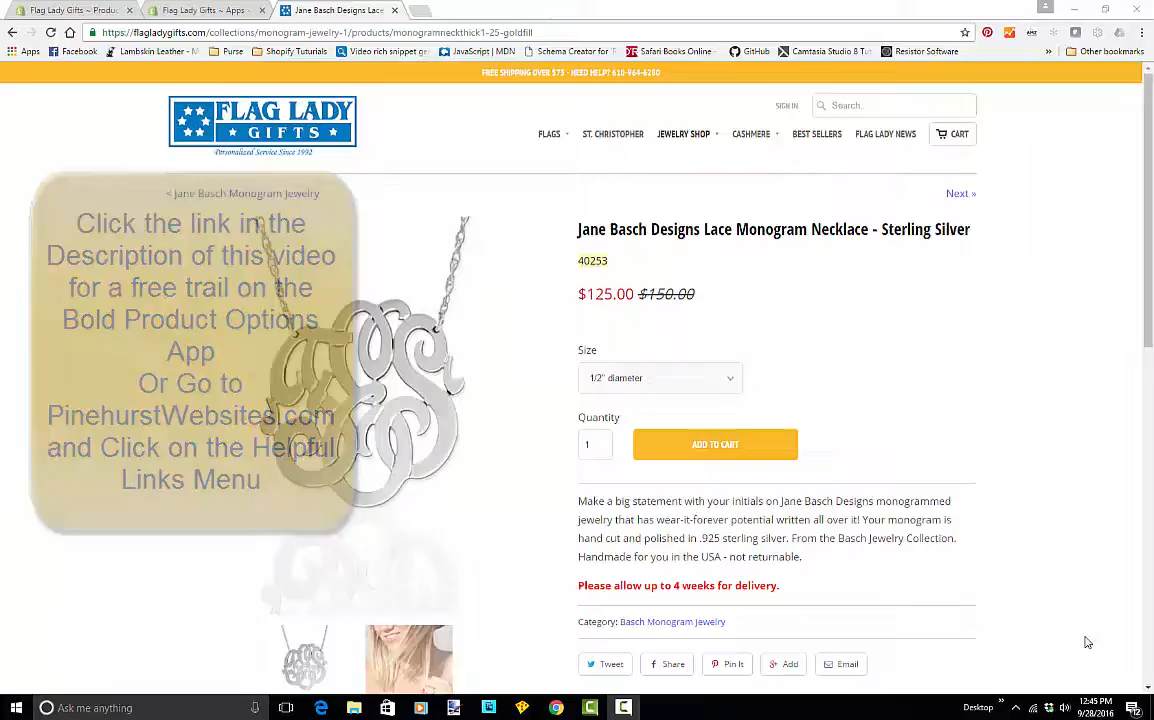 Flag Lady Gifts ~ Produc
Flag Lady Gifts ~ Apps ~
Jane Basch Designs Lace
https://flagladygifts.com/collections/monogram-jewelry-1/products/monogramneckthick1-25-goldfill
Apps
Facebook
Lambskin Leather - M
Purse
Shopify Tuturials
Video rich snippet ge
JavaScript | MDN
Schema Creator for
Safari Books Online -
GitHub
Camtasia Studio 8 Tut
Resistor Software
»
Other bookmarks
FREE SHIPPING OVER $75 - NEED HELP? 610-964-6280
FLAG LADY
GIFTS
Personalized Service Since 1992
SIGN IN
Search..
FLAGS
ST. CHRISTOPHER
JEWELRY SHOP
CASHMERE
BEST SELLERS
FLAG LADY NEWS
CART
< Jane Basch Monogram Jewelry
Next »
Click the link in the
Description of this video
for a free trail on the
Bold Product Options
App
Or Go to
PinehurstWebsites.com
and Click on the Helpful
Links Menu
Jane Basch Designs Lace Monogram Necklace - Sterling Silver
40253
$125.00 $150.00
Size
1/2" diameter
Quantity
1
ADD TO CART
Make a big statement with your initials on Jane Basch Designs monogrammed
jewelry that has wear-it-forever potential written all over it! Your monogram is
hand cut and polished in .925 sterling silver. From the Basch Jewelry Collection.
Handmade for you in the USA - not returnable.
Please allow up to 4 weeks for delivery.
Category: Basch Monogram Jewelry
Tweet
Share
Pin It
Add
Email
Ask me anything
Desktop
»
12:45 PM
9/28/2016